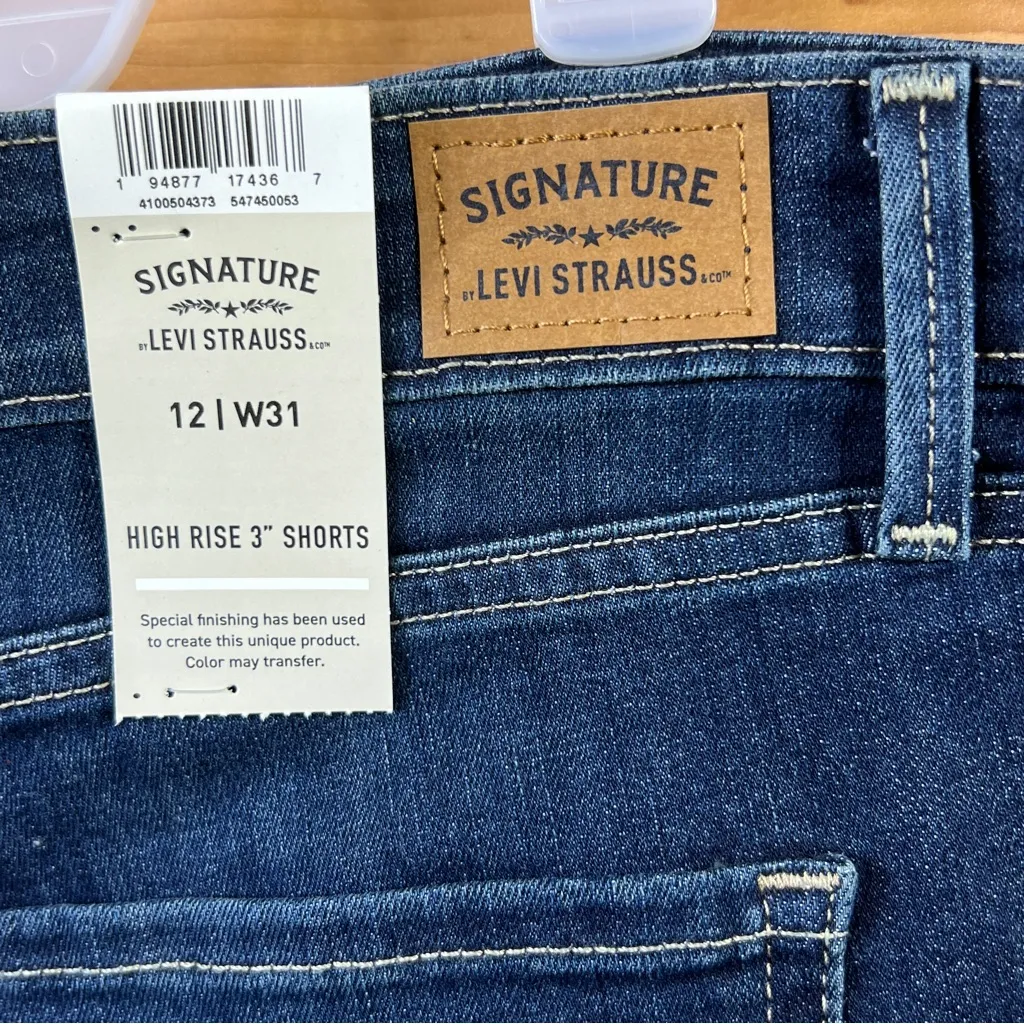 1 94877 17436 7
4100504373 547450053
SIGNATURE
BY LEVI STRAUSS & CO™
12 | W31
HIGH RISE 3” SHORTS
Special finishing has been used
to create this unique product.
Color may transfer.
SIGNATURE
BY LEVI STRAUSS & CO™